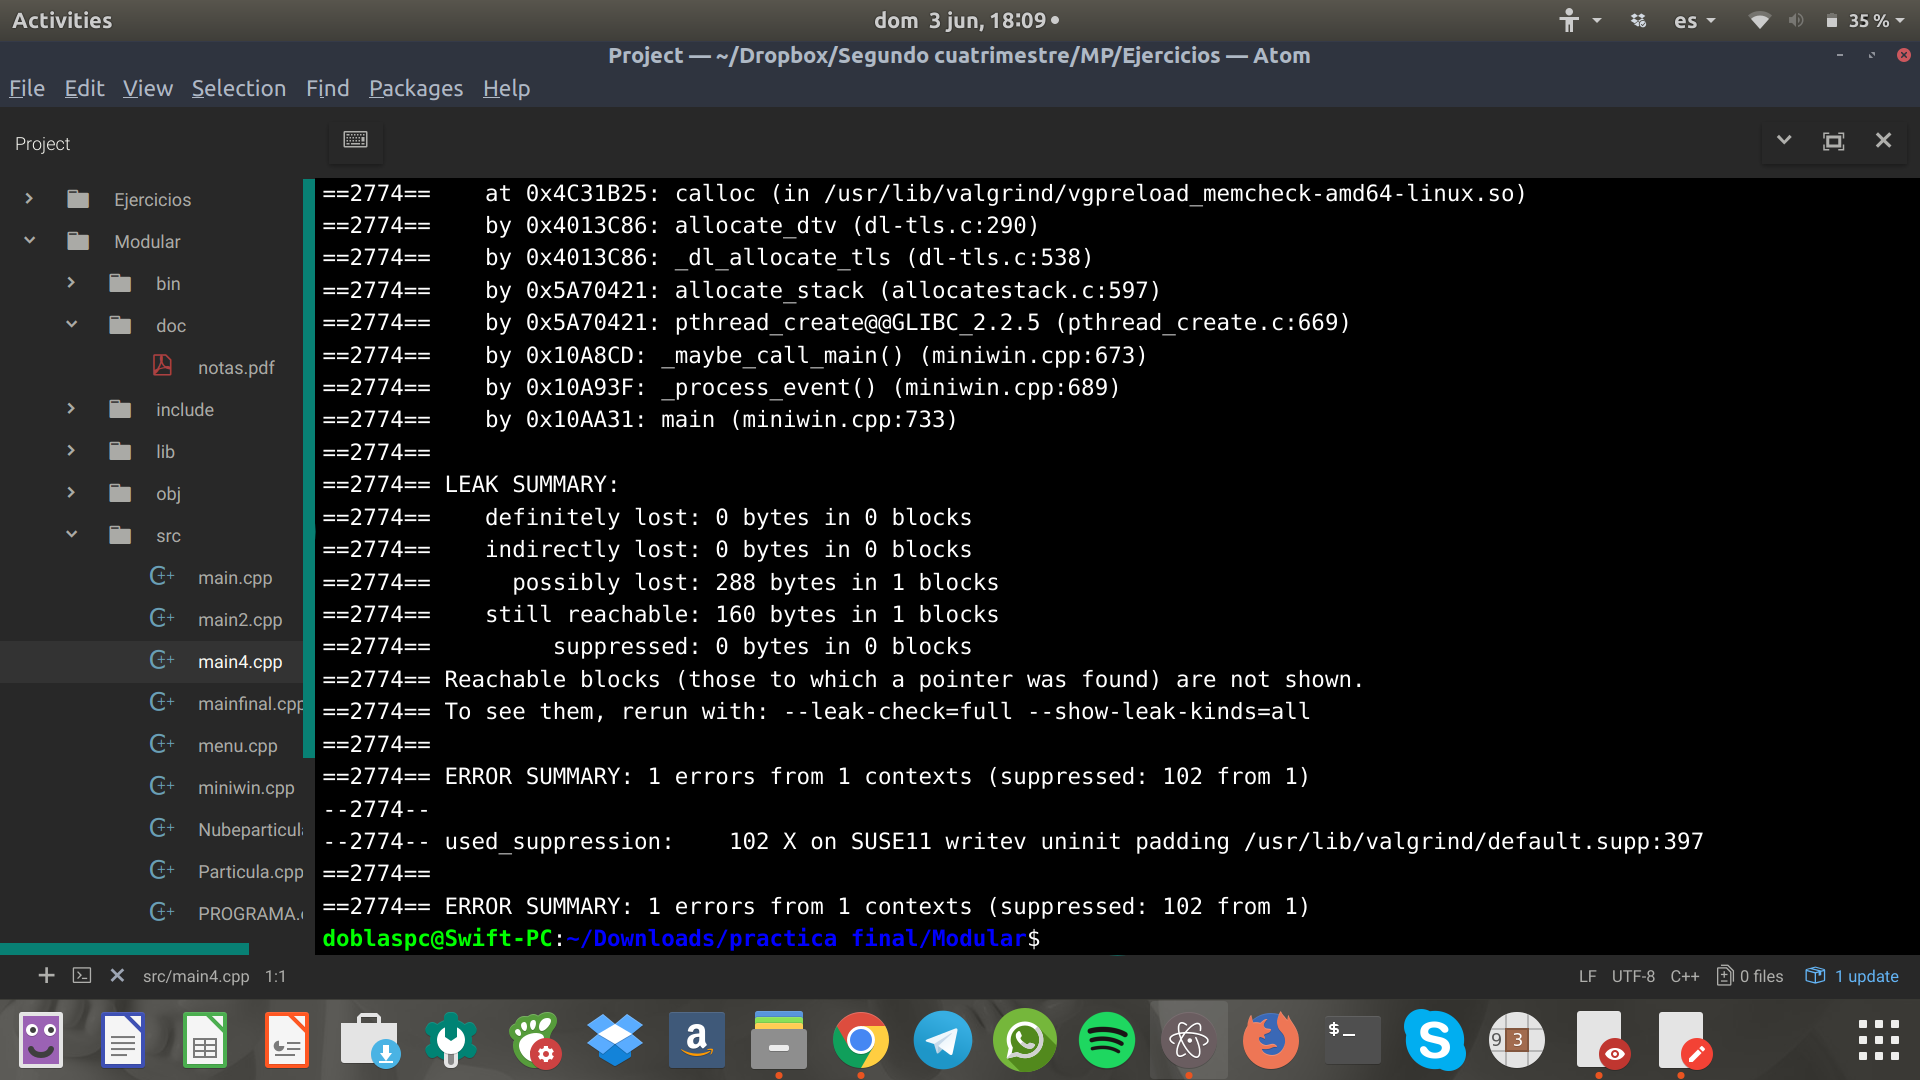 Activities
dom 3 jun, 18:09
es
35 %
Project — ~/Dropbox/Segundo cuatrimestre/MP/Ejercicios — Atom
File Edit View Selection Find Packages Help
Project
Ejercicios
Modular
bin
doc
notas.pdf
include
lib
obj
src
main.cpp
main2.cpp
main4.cpp
mainfinal.cpp
menu.cpp
miniwin.cpp
Nubeparticul
Particula.cpp
PROGRAMA.
==2774==    at 0x4C31B25: calloc (in /usr/lib/valgrind/vgpreload_memcheck-amd64-linux.so)
==2774==    by 0x4013C86: allocate_dtv (dl-tls.c:290)
==2774==    by 0x4013C86: _dl_allocate_tls (dl-tls.c:538)
==2774==    by 0x5A70421: allocate_stack (allocatestack.c:597)
==2774==    by 0x5A70421: pthread_create@@GLIBC_2.2.5 (pthread_create.c:669)
==2774==    by 0x10A8CD: _maybe_call_main() (miniwin.cpp:673)
==2774==    by 0x10A93F: _process_event() (miniwin.cpp:689)
==2774==    by 0x10AA31: main (miniwin.cpp:733)
==2774==
==2774== LEAK SUMMARY:
==2774==    definitely lost: 0 bytes in 0 blocks
==2774==    indirectly lost: 0 bytes in 0 blocks
==2774==      possibly lost: 288 bytes in 1 blocks
==2774==    still reachable: 160 bytes in 1 blocks
==2774==         suppressed: 0 bytes in 0 blocks
==2774== Reachable blocks (those to which a pointer was found) are not shown.
==2774== To see them, rerun with: --leak-check=full --show-leak-kinds=all
==2774==
==2774== ERROR SUMMARY: 1 errors from 1 contexts (suppressed: 102 from 1)
--2774--
--2774-- used_suppression:    102 X on SUSE11 writev uninit padding /usr/lib/valgrind/default.supp:397
==2774==
==2774== ERROR SUMMARY: 1 errors from 1 contexts (suppressed: 102 from 1)
doblaspc@Swift-PC:~/Downloads/practica final/Modular$
src/main4.cpp 1:1
LF UTF-8 C++ 0 files 1 update
a
$_
S
9 3